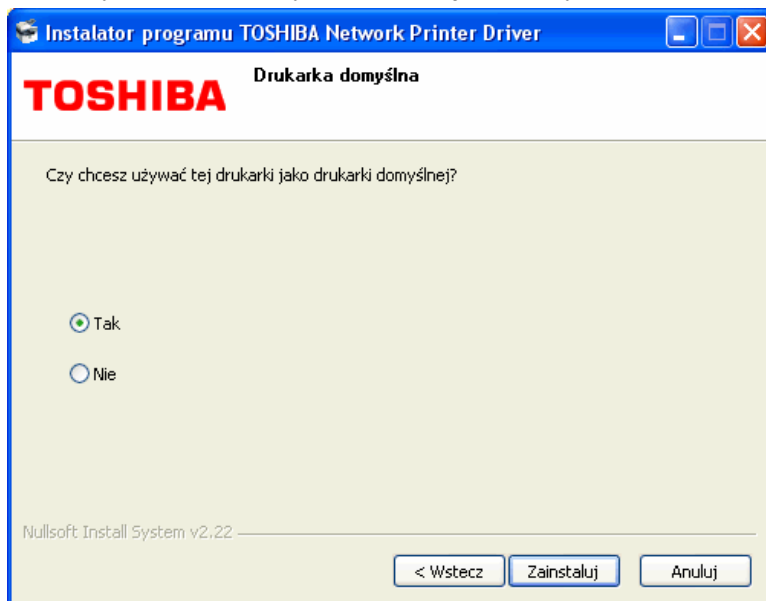 Instalator programu TOSHIBA Network Printer Driver
TOSHIBA
Drukarka domyślna
Czy chcesz używać tej drukarki jako drukarki domyślnej?
Tak
Nie
Nullsoft Install System v2.22
< Wstecz
Zainstaluj
Anuluj